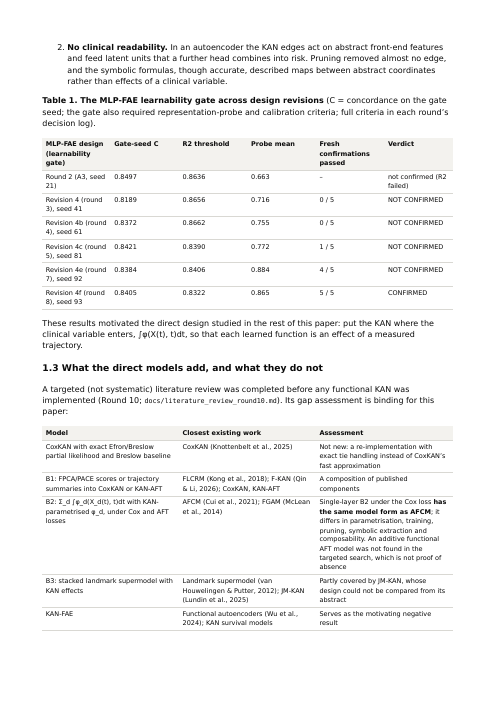 2. No clinical readability. In an autoencoder the KAN edges act on abstract front-end features
and feed latent units that a further head combines into risk. Pruning removed almost no edge,
and the symbolic formulas, though accurate, described maps between abstract coordinates
rather than effects of a clinical variable.
Table 1. The MLP-FAE learnability gate across design revisions (C = concordance on the gate
seed; the gate also required representation-probe and calibration criteria; full criteria in each round's
decision log).
MLP-FAE design (learnability gate) Gate-seed C R2 threshold Probe mean Fresh confirmations passed Verdict
Round 2 (A3, seed 21) 0.8497 0.8636 0.663 – not confirmed (R2 failed)
Revision 4 (round 3), seed 41 0.8189 0.8656 0.716 0 / 5 NOT CONFIRMED
Revision 4b (round 4), seed 61 0.8372 0.8662 0.755 0 / 5 NOT CONFIRMED
Revision 4c (round 5), seed 81 0.8421 0.8390 0.772 1 / 5 NOT CONFIRMED
Revision 4e (round 7), seed 92 0.8384 0.8406 0.884 4 / 5 NOT CONFIRMED
Revision 4f (round 8), seed 93 0.8405 0.8322 0.865 5 / 5 CONFIRMED
These results motivated the direct design studied in the rest of this paper: put the KAN where the
clinical variable enters, ∫φ(X(t), t)dt, so that each learned function is an effect of a measured
trajectory.
1.3 What the direct models add, and what they do not
A targeted (not systematic) literature review was completed before any functional KAN was
implemented (Round 10; docs/literature_review_round10.md). Its gap assessment is binding for this
paper:
Model Closest existing work Assessment
CoxKAN with exact Efron/Breslow partial likelihood and Breslow baseline CoxKAN (Knottenbelt et al., 2025) Not new: a re-implementation with exact tie handling instead of CoxKAN's fast approximation
B1: FPCA/PACE scores or trajectory summaries into CoxKAN or KAN-AFT FLCRM (Kong et al., 2018); F-KAN (Qin & Li, 2026); CoxKAN, KAN-AFT A composition of published components
B2: Σ_d ∫φ_d(X_d(t), t)dt with KAN-parametrised φ_d, under Cox and AFT losses AFCM (Cui et al., 2021); FGAM (McLean et al., 2014) Single-layer B2 under the Cox loss has the same model form as AFCM; it differs in parametrisation, training, pruning, symbolic extraction and composability. An additive functional AFT model was not found in the targeted search, which is not proof of absence
B3: stacked landmark supermodel with KAN effects Landmark supermodel (van Houwelingen & Putter, 2012); JM-KAN (Lundin et al., 2025) Partly covered by JM-KAN, whose design could not be compared from its abstract
KAN-FAE Functional autoencoders (Wu et al., 2024); KAN survival models Serves as the motivating negative result